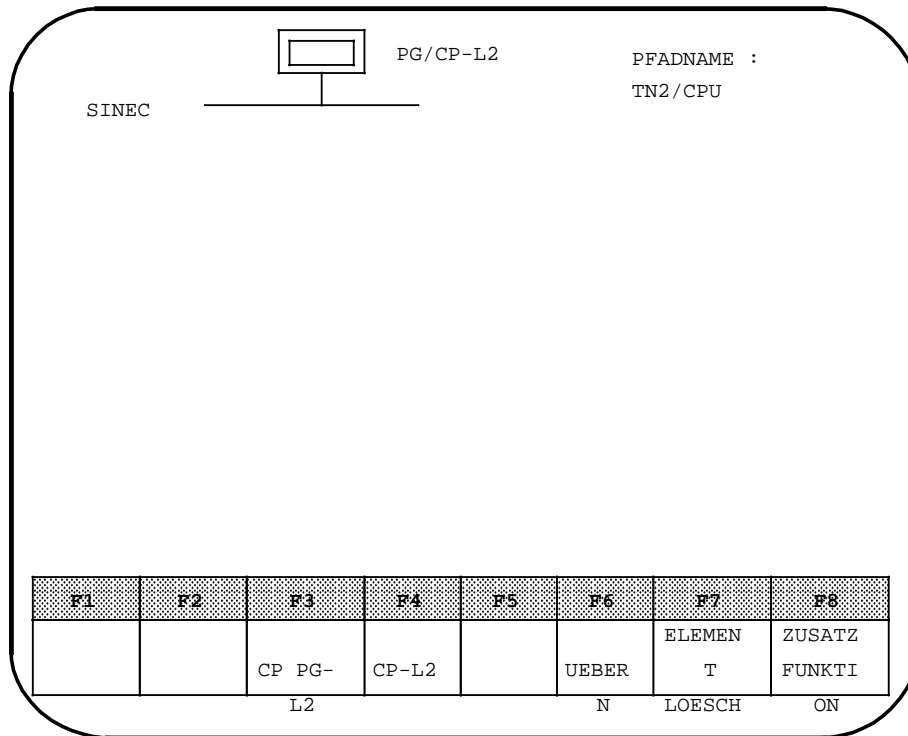 PG/CP-L2
PFADNAME :
TN2/CPU
SINEC
F1 F2 F3 F4 F5 F6 F7 F8
ELEMEN ZUSATZ
CP PG- CP-L2 UEBER T FUNKTI
L2 N LOESCH ON